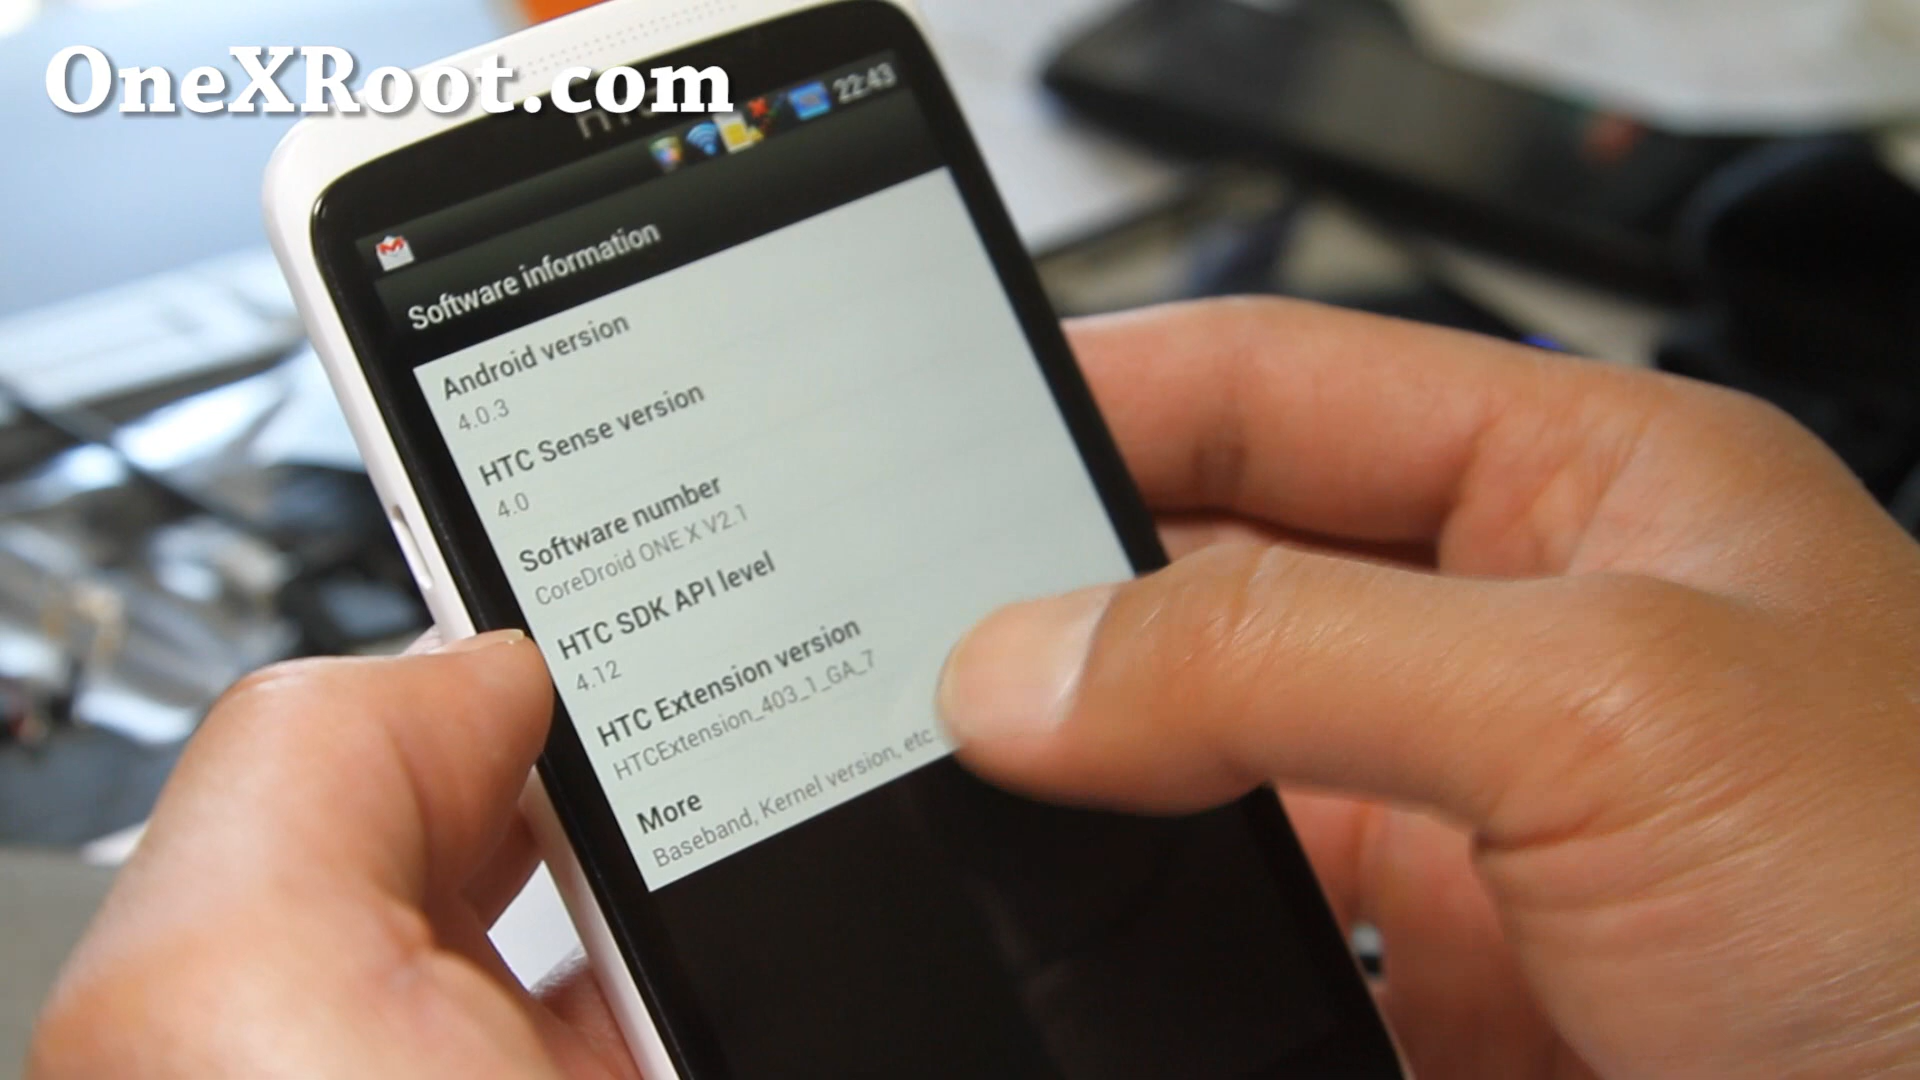 OneXRoot.com
hTC
22:43
Software information
Android version
4.0.3
HTC Sense version
4.0
Software number
CoreDroid ONE X V2.1
HTC SDK API level
4.12
HTC Extension version
HTCExtension_403_1_GA_7
More
Baseband, Kernel version, etc